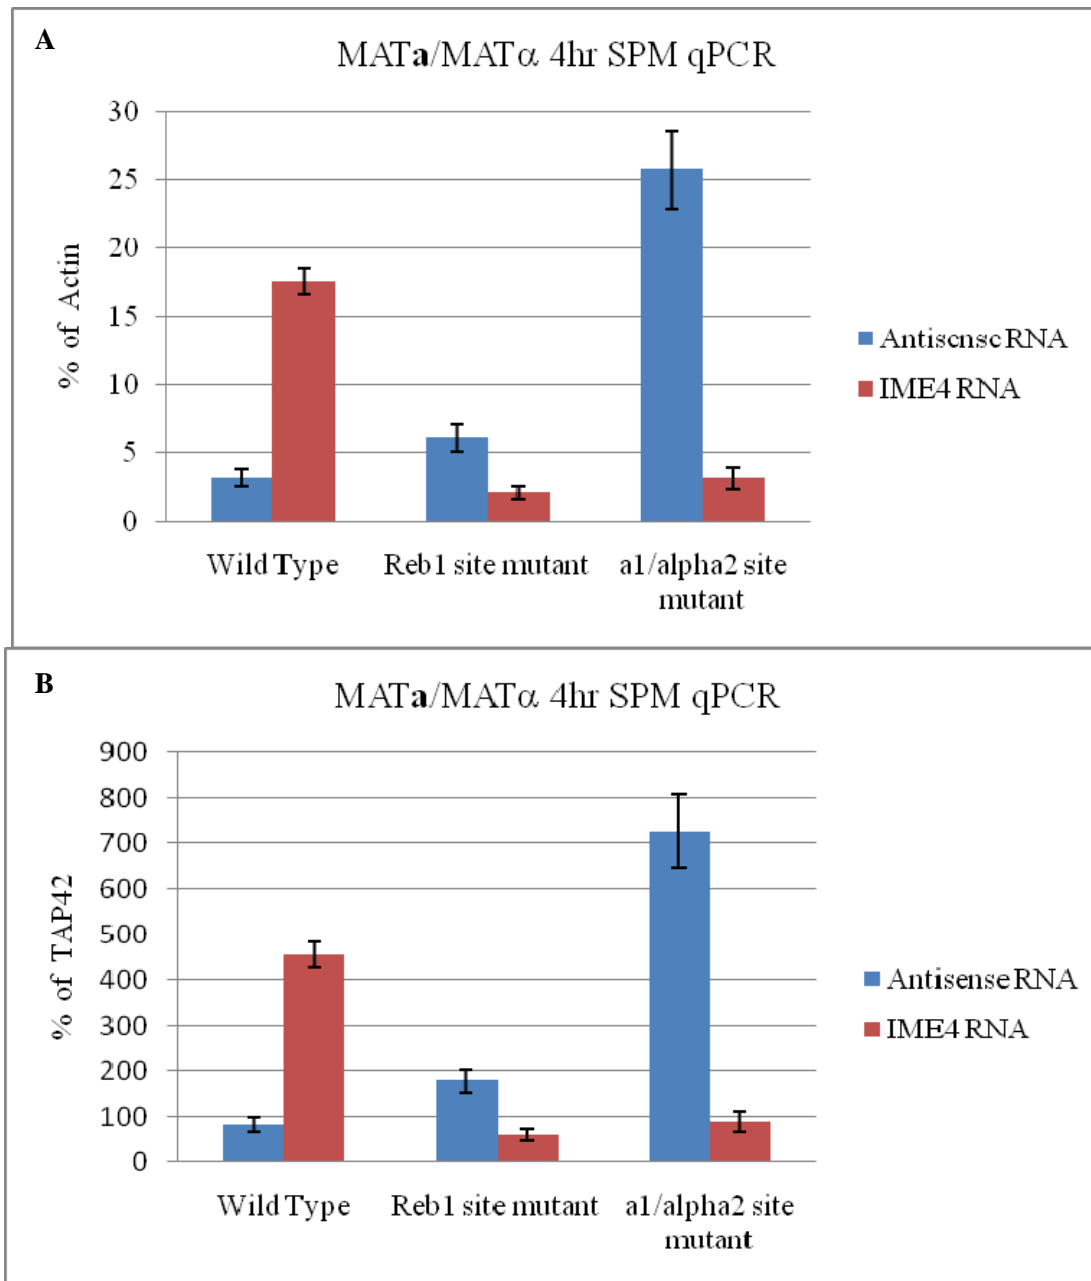 A
MATa/MATα 4hr SPM qPCR
30
25
20
15
10
5
0
% of Actin
Wild Type
Reb1 site mutant
a1/alpha2 site
mutant
Antisense RNA
IME4 RNA
B
MATa/MATα 4hr SPM qPCR
900
800
700
600
500
400
300
200
100
0
% of TAP42
Wild Type
Reb1 site mutant
a1/alpha2 site
mutant
Antisense RNA
IME4 RNA